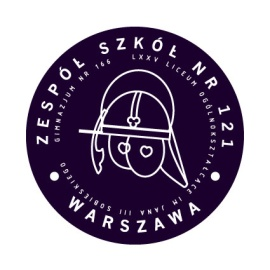 ZESPÓŁ SZKÓŁ NR 121
GIMNAZJUM NR 166 LXXV LICEUM OGÓLNOKSZTAŁCĄCE IM. JANA III SOBIESKIEGO
WARSZAWA